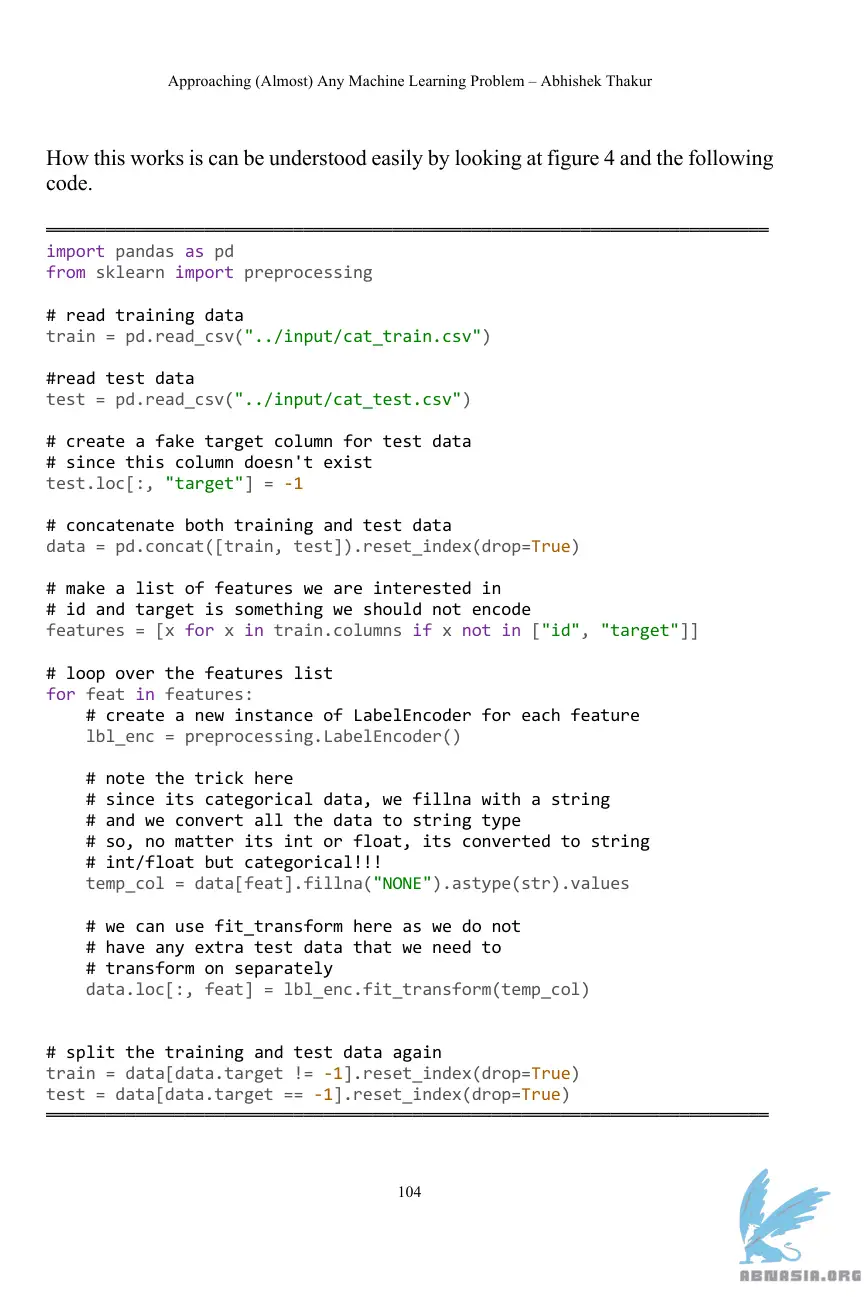 Approaching (Almost) Any Machine Learning Problem – Abhishek Thakur
How this works is can be understood easily by looking at figure 4 and the following
code.
import pandas as pd
from sklearn import preprocessing
# read training data
train = pd.read_csv("../input/cat_train.csv")
#read test data
test = pd.read_csv("../input/cat_test.csv")
# create a fake target column for test data
# since this column doesn't exist
test.loc[:, "target"] = -1
# concatenate both training and test data
data = pd.concat([train, test]).reset_index(drop=True)
# make a list of features we are interested in
# id and target is something we should not encode
features = [x for x in train.columns if x not in ["id", "target"]]
# loop over the features list
for feat in features:
    # create a new instance of LabelEncoder for each feature
    lbl_enc = preprocessing.LabelEncoder()
    # note the trick here
    # since its categorical data, we fillna with a string
    # and we convert all the data to string type
    # so, no matter its int or float, its converted to string
    # int/float but categorical!!!
    temp_col = data[feat].fillna("NONE").astype(str).values
    # we can use fit_transform here as we do not
    # have any extra test data that we need to
    # transform on separately
    data.loc[:, feat] = lbl_enc.fit_transform(temp_col)
# split the training and test data again
train = data[data.target != -1].reset_index(drop=True)
test = data[data.target == -1].reset_index(drop=True)
104
ABNASIA.ORG